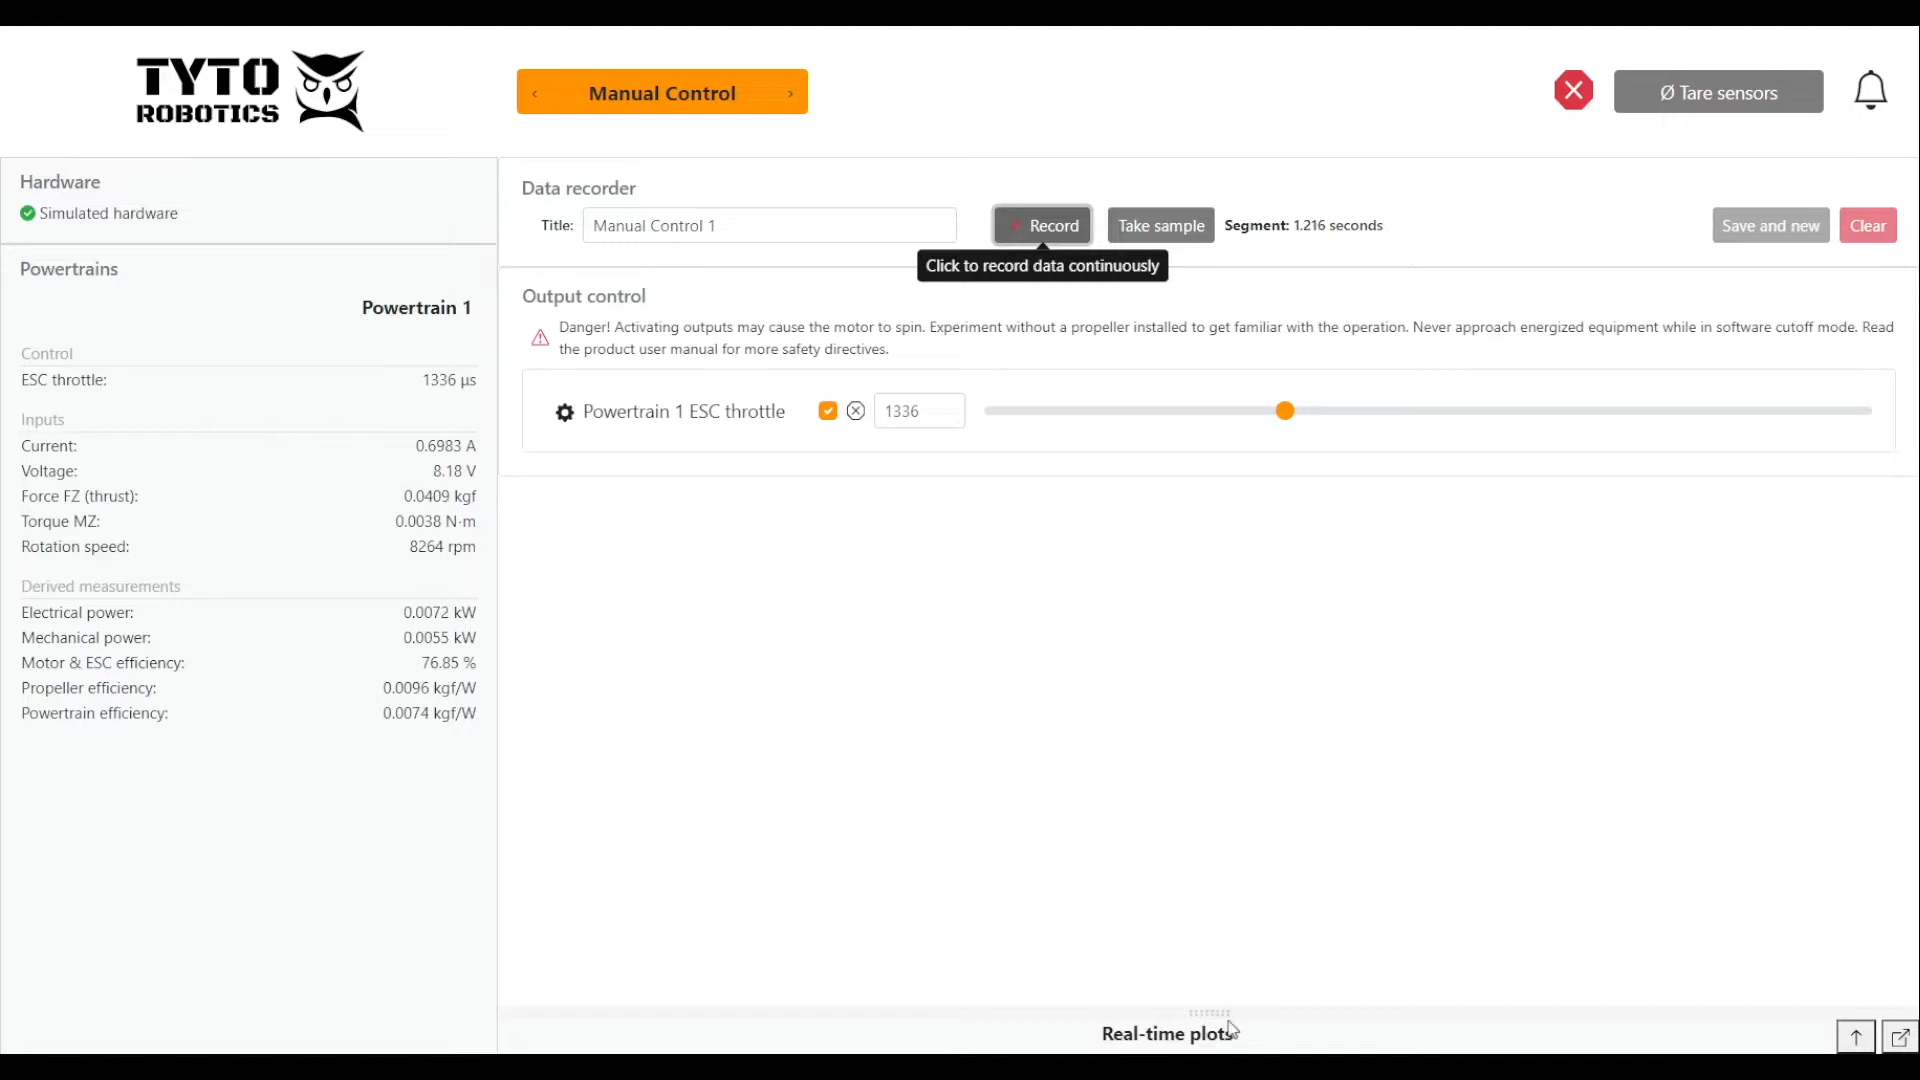 TYTO
ROBOTICS
‹ Manual Control ›
Ø Tare sensors
Hardware
Simulated hardware
Powertrains
Powertrain 1
Control
ESC throttle: 1336 µs
Inputs
Current: 0.6983 A
Voltage: 8.18 V
Force FZ (thrust): 0.0409 kgf
Torque MZ: 0.0038 N·m
Rotation speed: 8264 rpm
Derived measurements
Electrical power: 0.0072 kW
Mechanical power: 0.0055 kW
Motor & ESC efficiency: 76.85 %
Propeller efficiency: 0.0096 kgf/W
Powertrain efficiency: 0.0074 kgf/W
Data recorder
Title: Manual Control 1 Record Take sample Segment: 1.216 seconds Save and new Clear
Click to record data continuously
Output control
Danger! Activating outputs may cause the motor to spin. Experiment without a propeller installed to get familiar with the operation. Never approach energized equipment while in software cutoff mode. Read
the product user manual for more safety directives.
Powertrain 1 ESC throttle 1336
Real-time plots